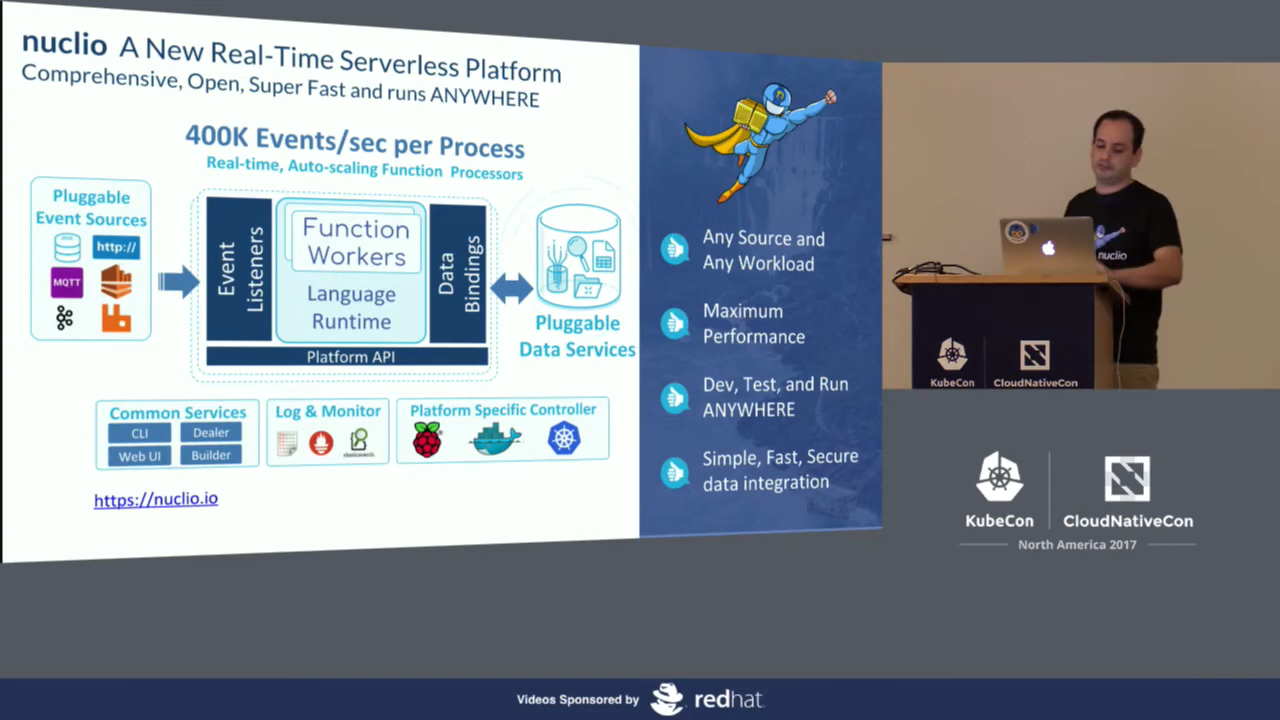 nuclio A New Real-Time Serverless Platform
Comprehensive, Open, Super Fast and runs ANYWHERE
400K Events/sec per Process
Real-time, Auto-scaling Function Processors
Pluggable
Event Sources
http://
MQTT
Event
Listeners
Function
Workers
Language
Runtime
Data
Bindings
Platform API
Pluggable
Data Services
Common Services
CLI
Dealer
Web UI
Builder
Log & Monitor
elasticsearch
Platform Specific Controller
https://nuclio.io
n
Any Source and
Any Workload
Maximum
Performance
Dev, Test, and Run
ANYWHERE
Simple, Fast, Secure
data integration
nuclio
KubeCon
CloudNativeCon
KubeCon
CloudNativeCon
North America 2017
Videos Sponsored by
redhat